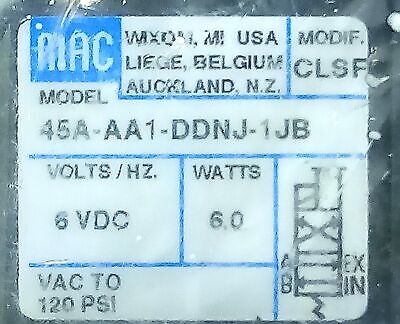 MAC
WIXOM, MI USA
LIEGE, BELGIUM
AUCKLAND, N.Z.
MODIF.
CLSF
MODEL
45A-AA1-DDNJ-1JB
VOLTS/HZ.
6 VDC
WATTS
6.0
A EX
B IN
VAC TO
120 PSI